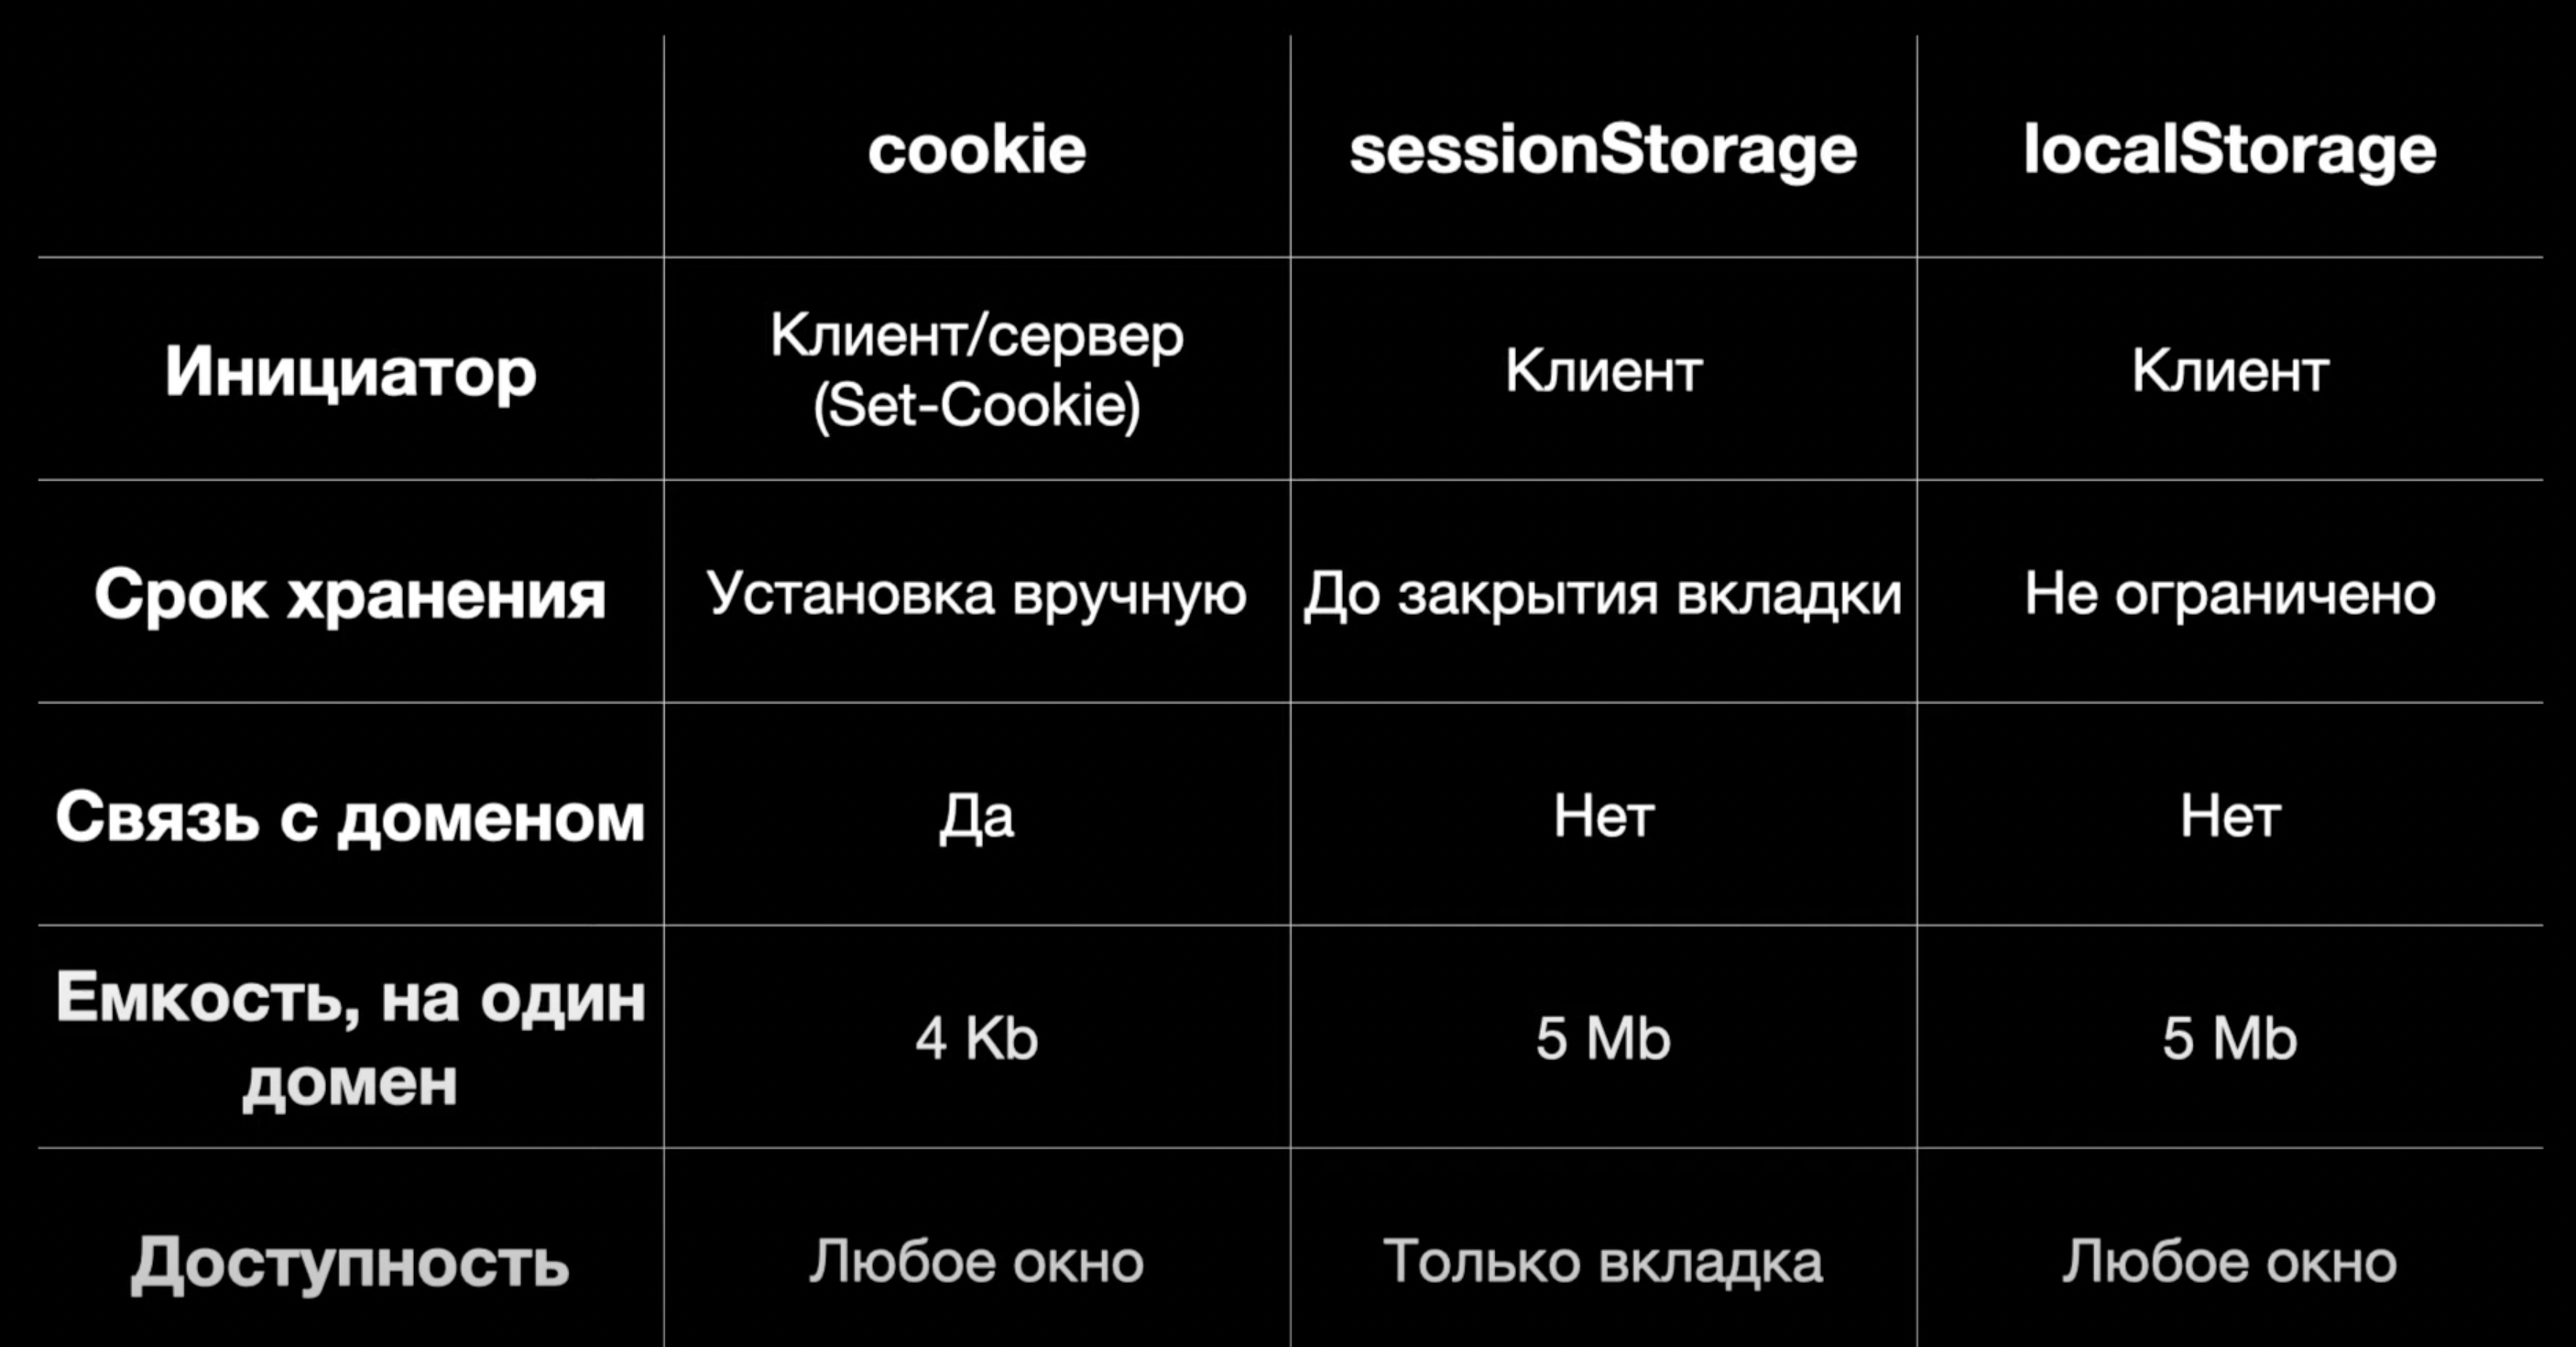 cookie sessionStorage localStorage
Инициатор Клиент/сервер (Set-Cookie) Клиент Клиент
Срок хранения Установка вручную До закрытия вкладки Не ограничено
Связь с доменом Да Нет Нет
Емкость, на один домен 4 Kb 5 Mb 5 Mb
Доступность Любое окно Только вкладка Любое окно